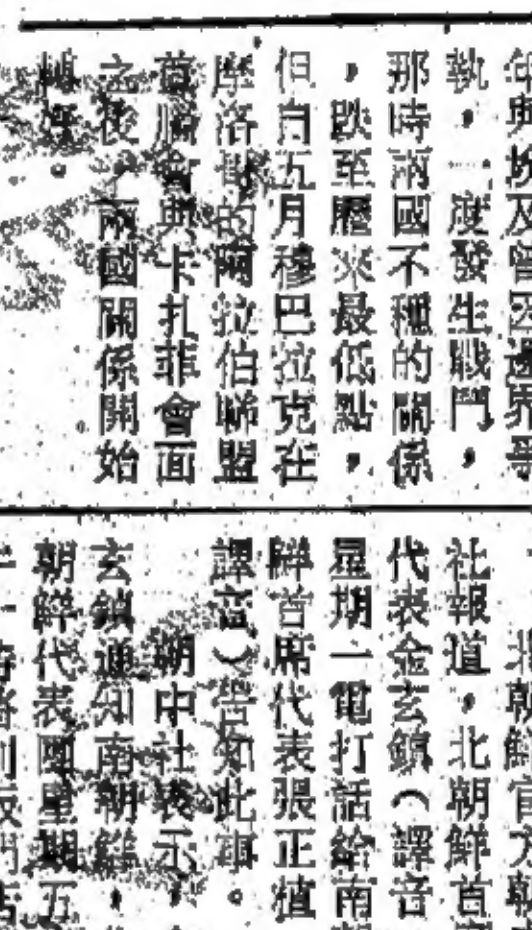 年與埃及曾因邊界爭
執，一度發生戰鬥，
那時兩國不穩的關係
，跌至歷來最低點，
但自五月穆巴拉克在
摩洛哥的阿拉伯聯盟
首腦會與卡扎菲會面
之後，兩國關係開始
轉好。
北朝鮮官方朝
社報道，北朝鮮首
代表金玄鎖（譯音
星期一電打話給南
鮮首席代表張正植
譯音）告知此事。
朝中社表示，
玄鎖通知南朝鮮，
朝鮮代表團星期五